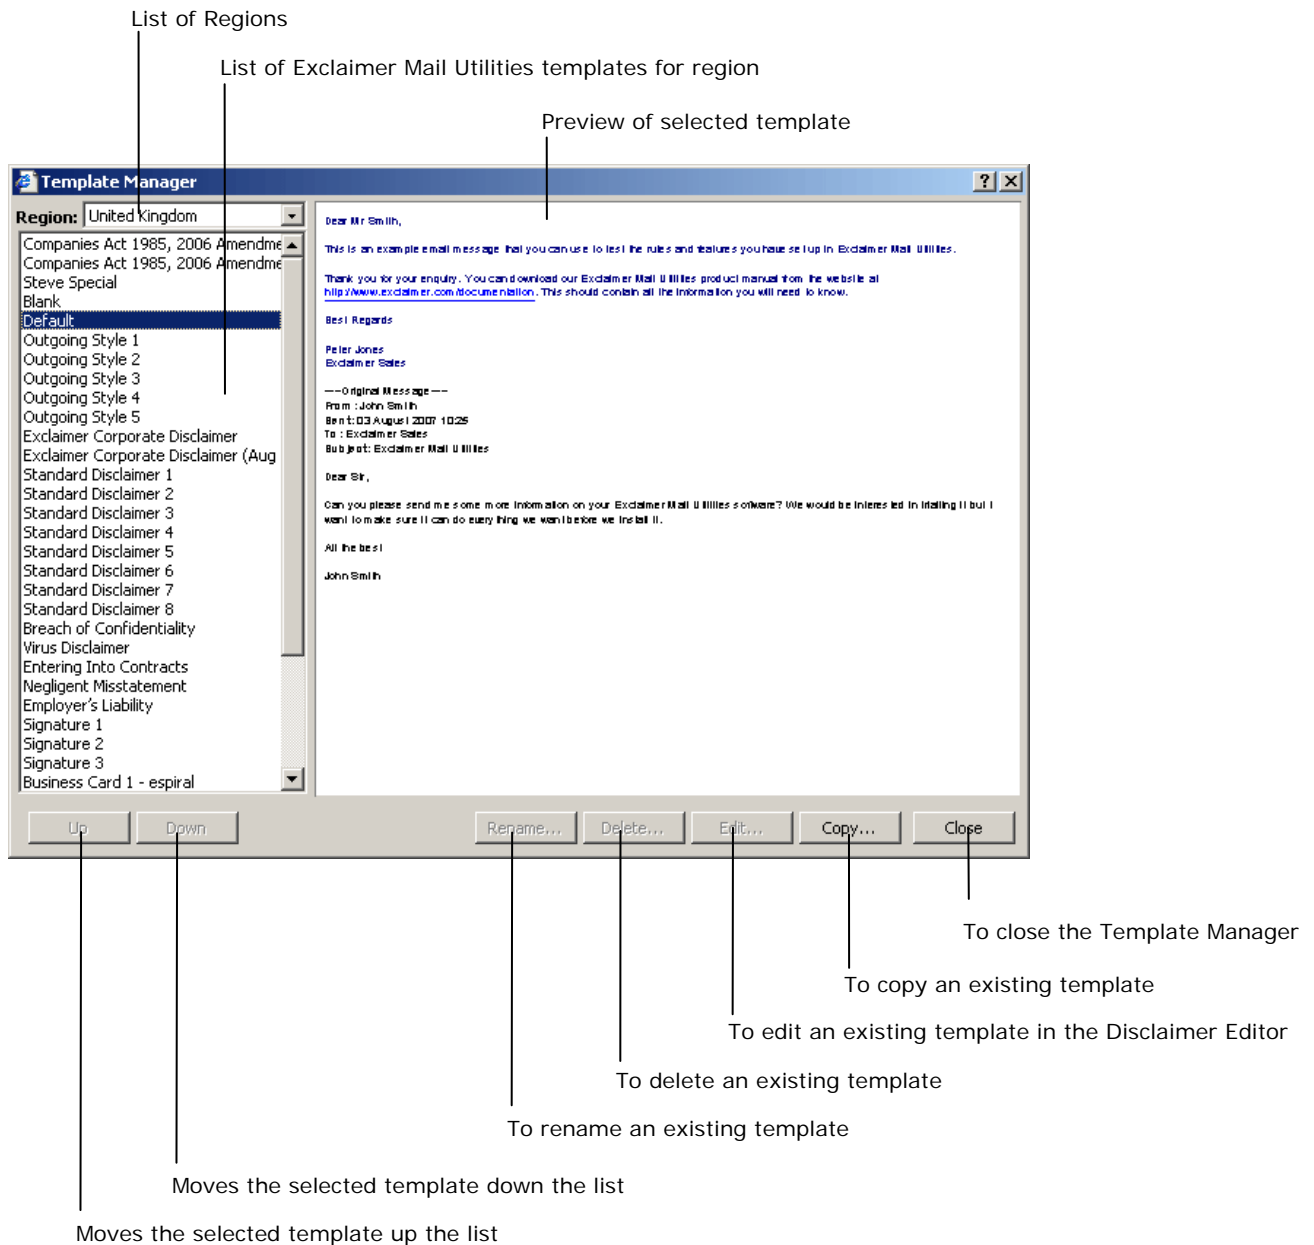 List of Regions
List of Exclaimer Mail Utilities templates for region
Preview of selected template
Template Manager
Region: United Kingdom
Companies Act 1985, 2006 Amendme
Companies Act 1985, 2006 Amendme
Steve Special
Blank
Default
Outgoing Style 1
Outgoing Style 2
Outgoing Style 3
Outgoing Style 4
Outgoing Style 5
Exclaimer Corporate Disclaimer
Exclaimer Corporate Disclaimer (Aug
Standard Disclaimer 1
Standard Disclaimer 2
Standard Disclaimer 3
Standard Disclaimer 4
Standard Disclaimer 5
Standard Disclaimer 6
Standard Disclaimer 7
Standard Disclaimer 8
Breach of Confidentiality
Virus Disclaimer
Entering Into Contracts
Negligent Misstatement
Employer's Liability
Signature 1
Signature 2
Signature 3
Business Card 1 - espiral
Dear Mr Smith,
This is an example email message that you can use to test the rules and features you have set up in Exclaimer Mail Utilities.
Thank you for your enquiry. You can download our Exclaimer Mail Utilities product manual from the website at
http://www.exclaimer.com/documentation. This should contain all the information you will need to know.
Best Regards
Peter Jones
Exclaimer Sales
----Original Message----
From: John Smith
Sent: 03 August 2007 10:25
To: Exclaimer Sales
Subject: Exclaimer Mail Utilities
Dear Sir,
Can you please send me some more information on your Exclaimer Mail Utilities software? We would be interested in trialling it but I
want to make sure it can do everything we want before we install it.
All the best
John Smith
Up
Down
Rename...
Delete...
Edit...
Copy...
Close
To close the Template Manager
To copy an existing template
To edit an existing template in the Disclaimer Editor
To delete an existing template
To rename an existing template
Moves the selected template down the list
Moves the selected template up the list